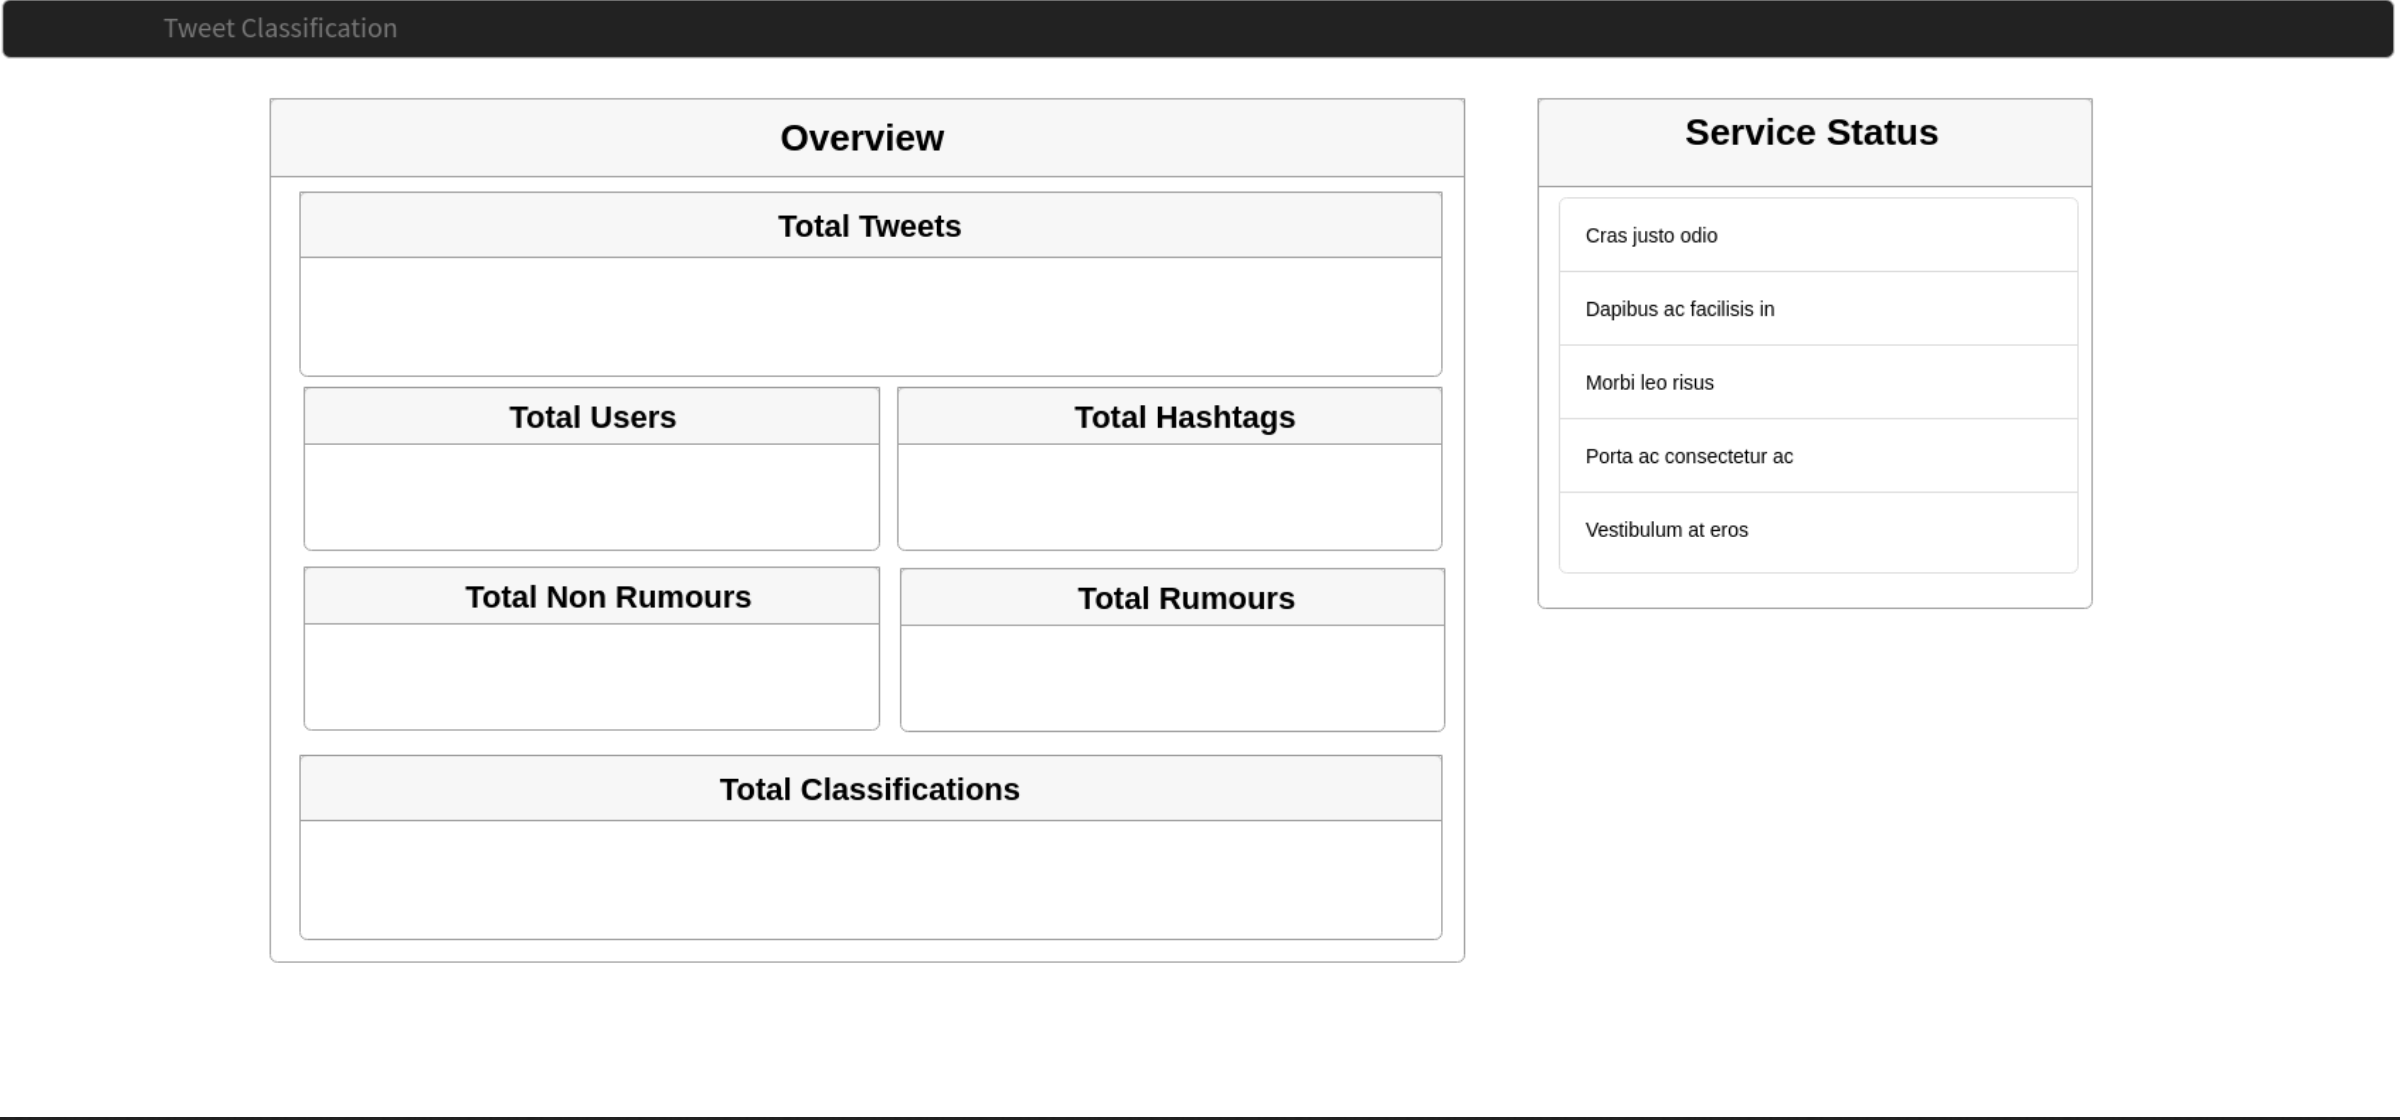 Tweet Classification
Overview
Total Tweets
Total Users
Total Hashtags
Total Non Rumours
Total Rumours
Total Classifications
Service Status
Cras justo odio
Dapibus ac facilisis in
Morbi leo risus
Porta ac consectetur ac
Vestibulum at eros